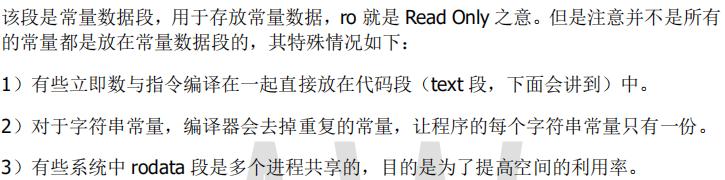 该段是常量数据段，用于存放常量数据，ro 就是 Read Only 之意。但是注意并不是所有
的常量都是放在常量数据段的，其特殊情况如下：
1）有些立即数与指令编译在一起直接放在代码段（text 段，下面会讲到）中。
2）对于字符串常量，编译器会去掉重复的常量，让程序的每个字符串常量只有一份。
3）有些系统中 rodata 段是多个进程共享的，目的是为了提高空间的利用率。